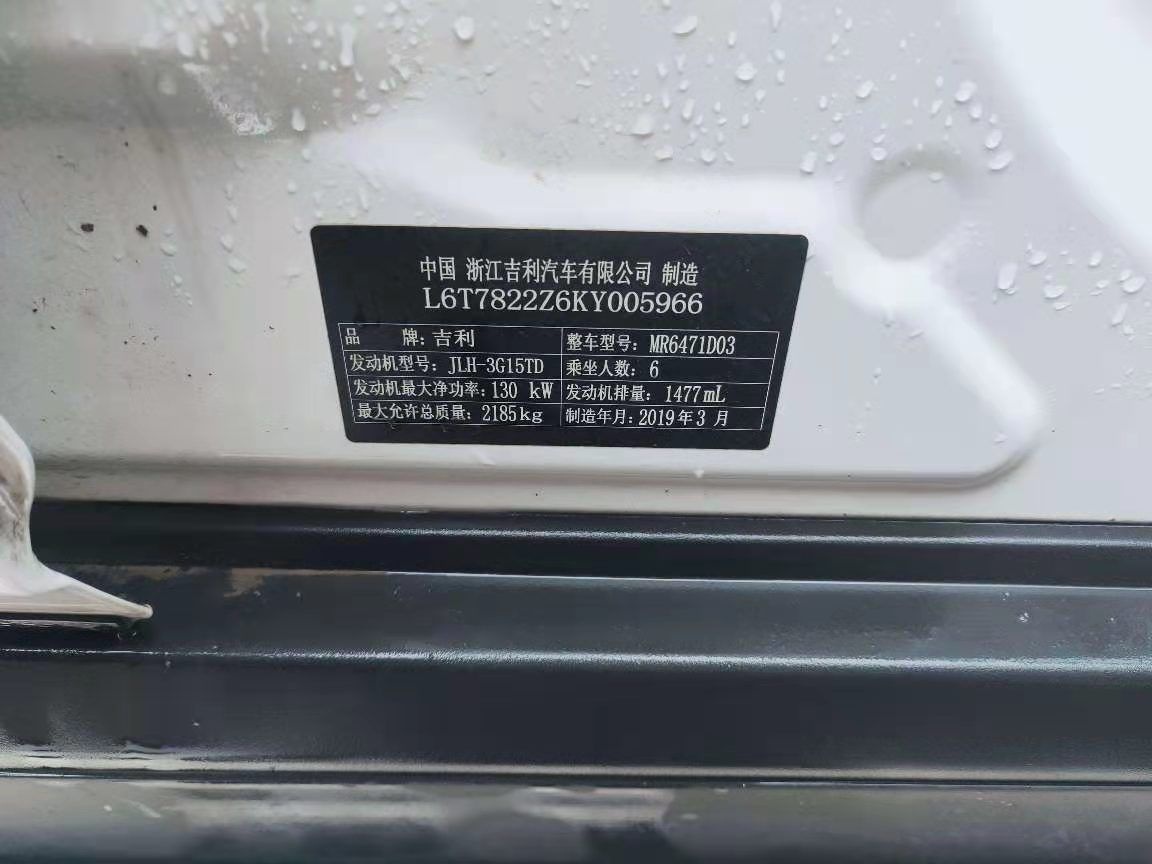 中国 浙江吉利汽车有限公司 制造
L6T7822Z6KY005966
品 牌:吉利 整车型号: MR6471D03
发动机型号: JLH-3G15TD 乘坐人数: 6
发动机最大净功率: 130 kW 发动机排量: 1477mL
最大允许总质量: 2185kg 制造年月: 2019年3月